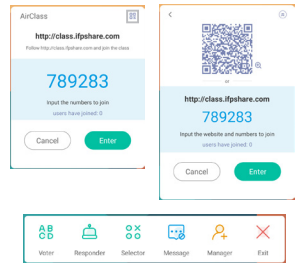 AirClass
http://class.ifpshare.com
Follow http://class.ifpshare.com and join the class
789283
Input the numbers to join
users have joined: 0
Cancel
Enter
or
http://class.ifpshare.com
789283
Input the website and numbers to join
users have joined: 0
Cancel
Enter
A B
C D
Voter
Responder
Selector
Message
Manager
Exit